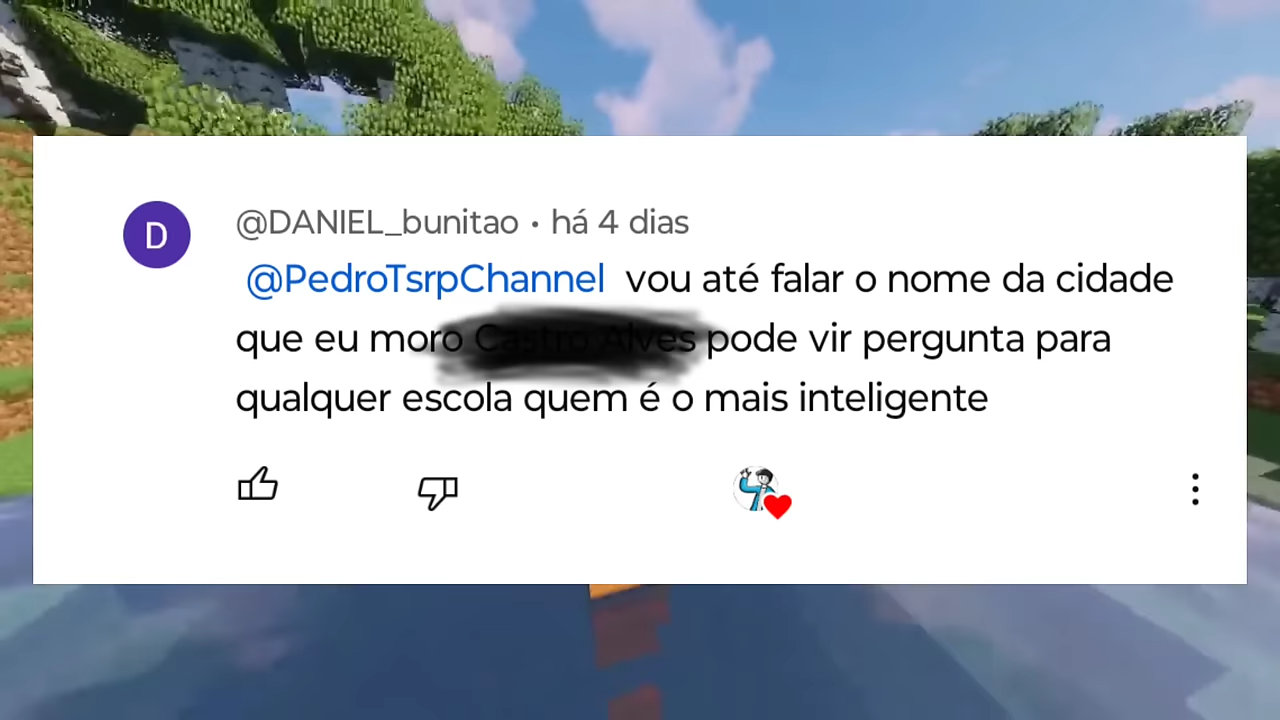 D
@DANIEL_bunitao • há 4 dias
@PedroTsrpChannel vou até falar o nome da cidade
que eu moro pode vir pergunta para
qualquer escola quem é o mais inteligente